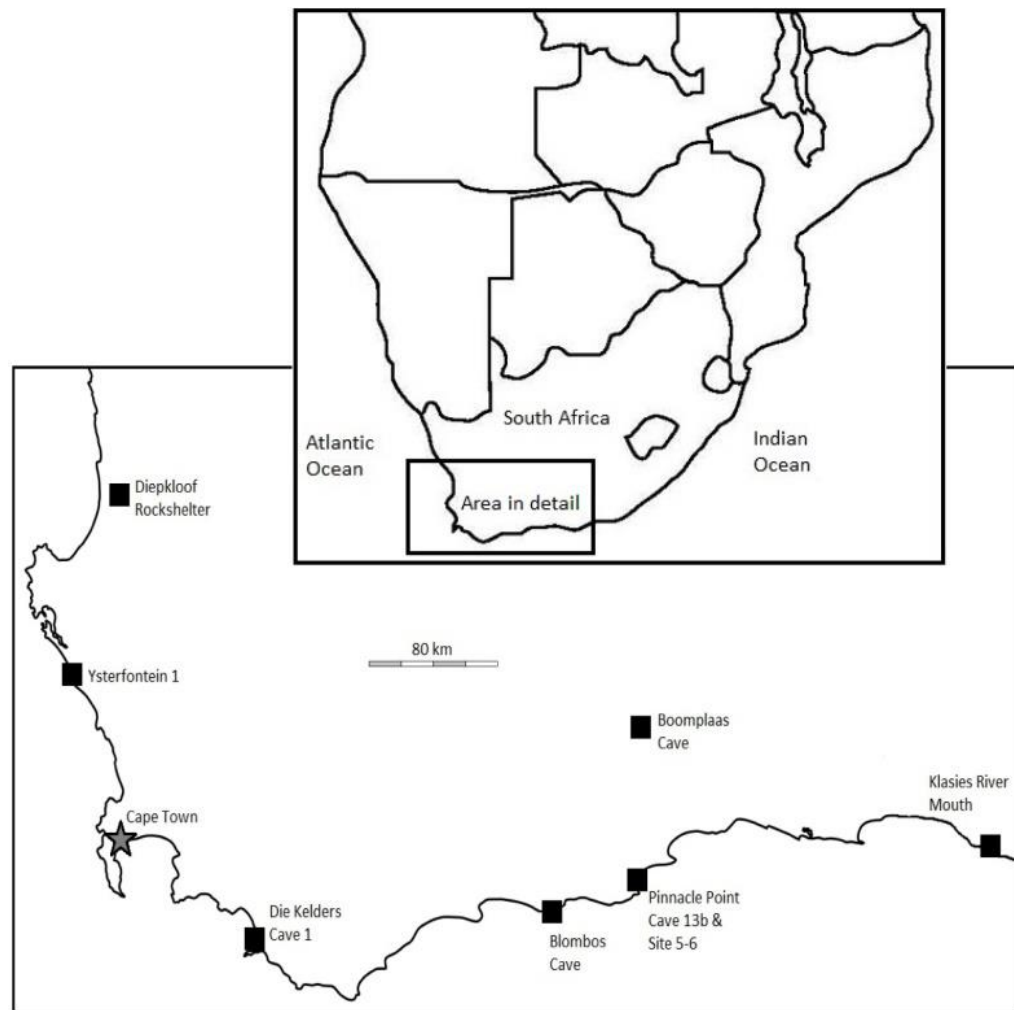 South Africa
Atlantic
Ocean
Indian
Ocean
Area in detail
Diepkloof
Rockshelter
80 km
Ysterfontein 1
Boomplaas
Cave
Klasies River
Mouth
Cape Town
Die Kelders
Cave 1
Pinnacle Point
Cave 13b &
Site 5-6
Blombos
Cave